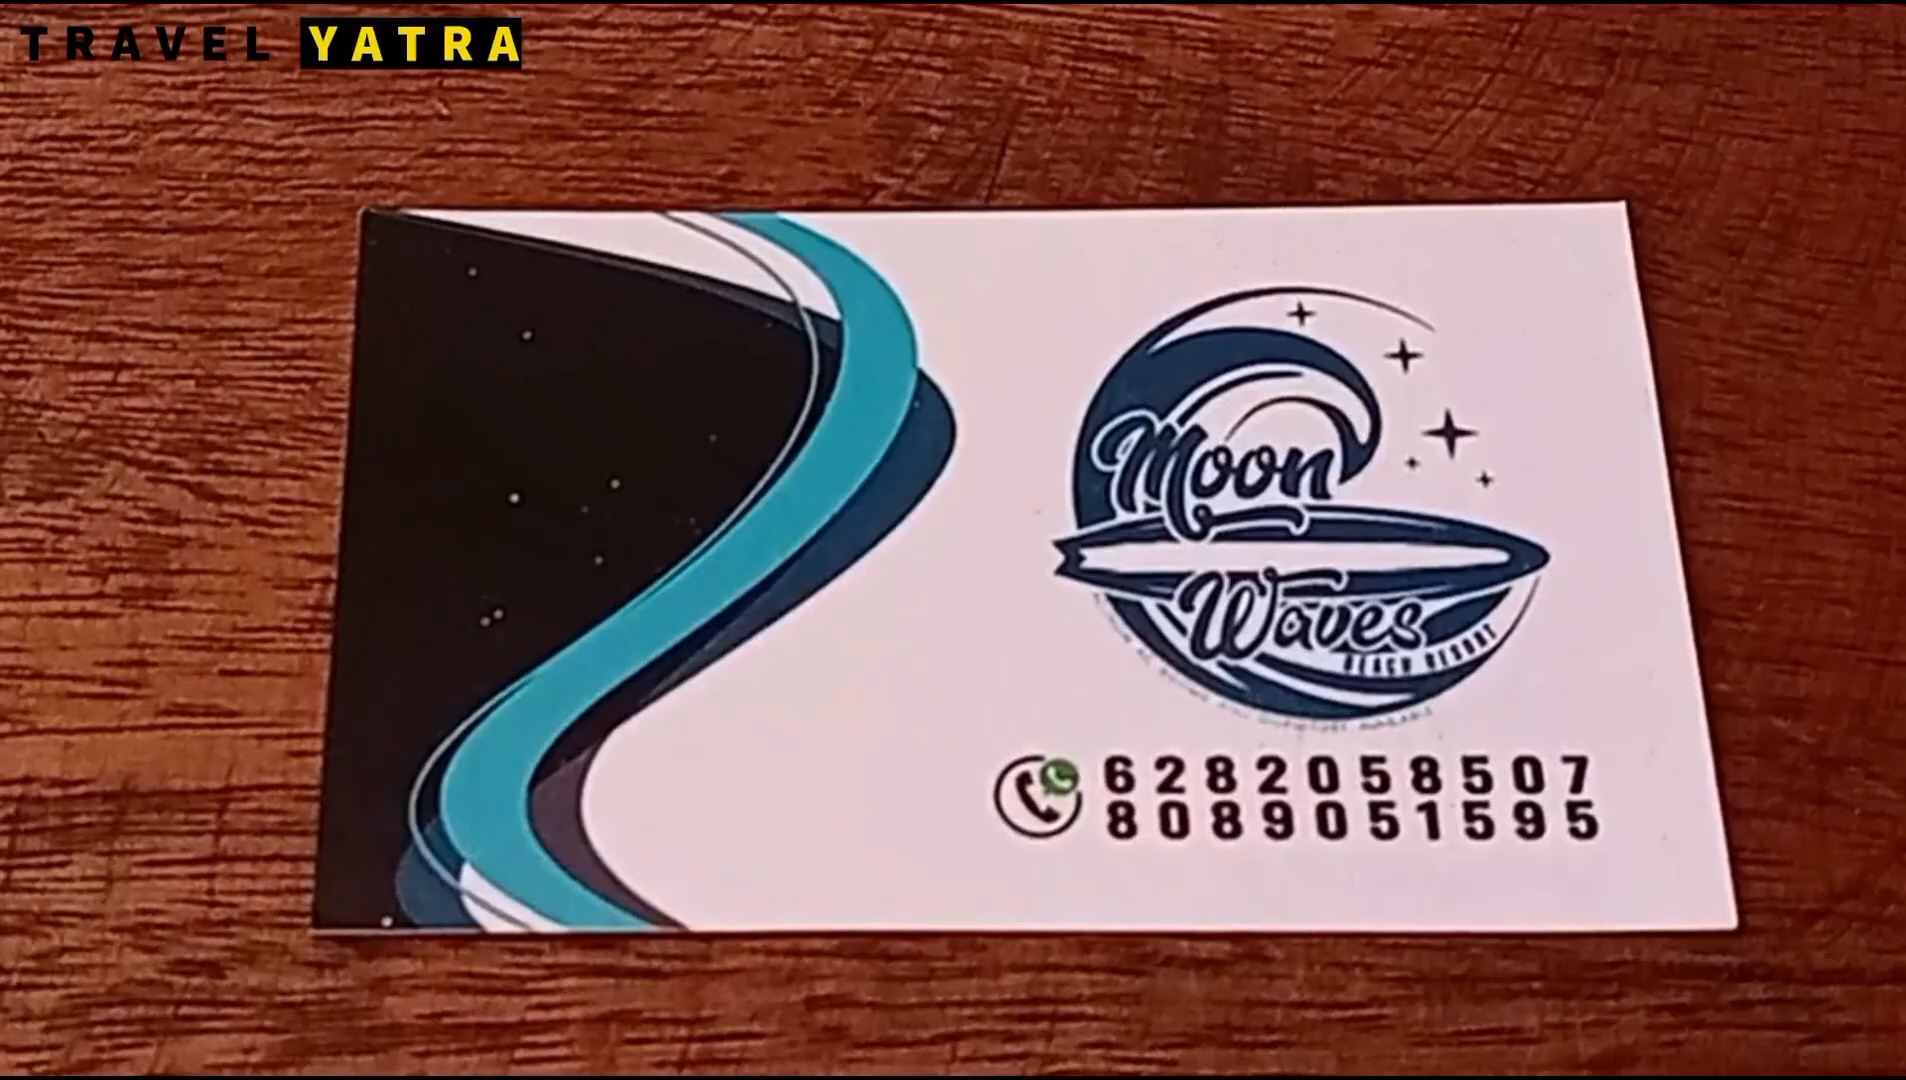 TRAVEL YATRA
Moon
Waves
BEACH RESORT
6282058507
8089051595